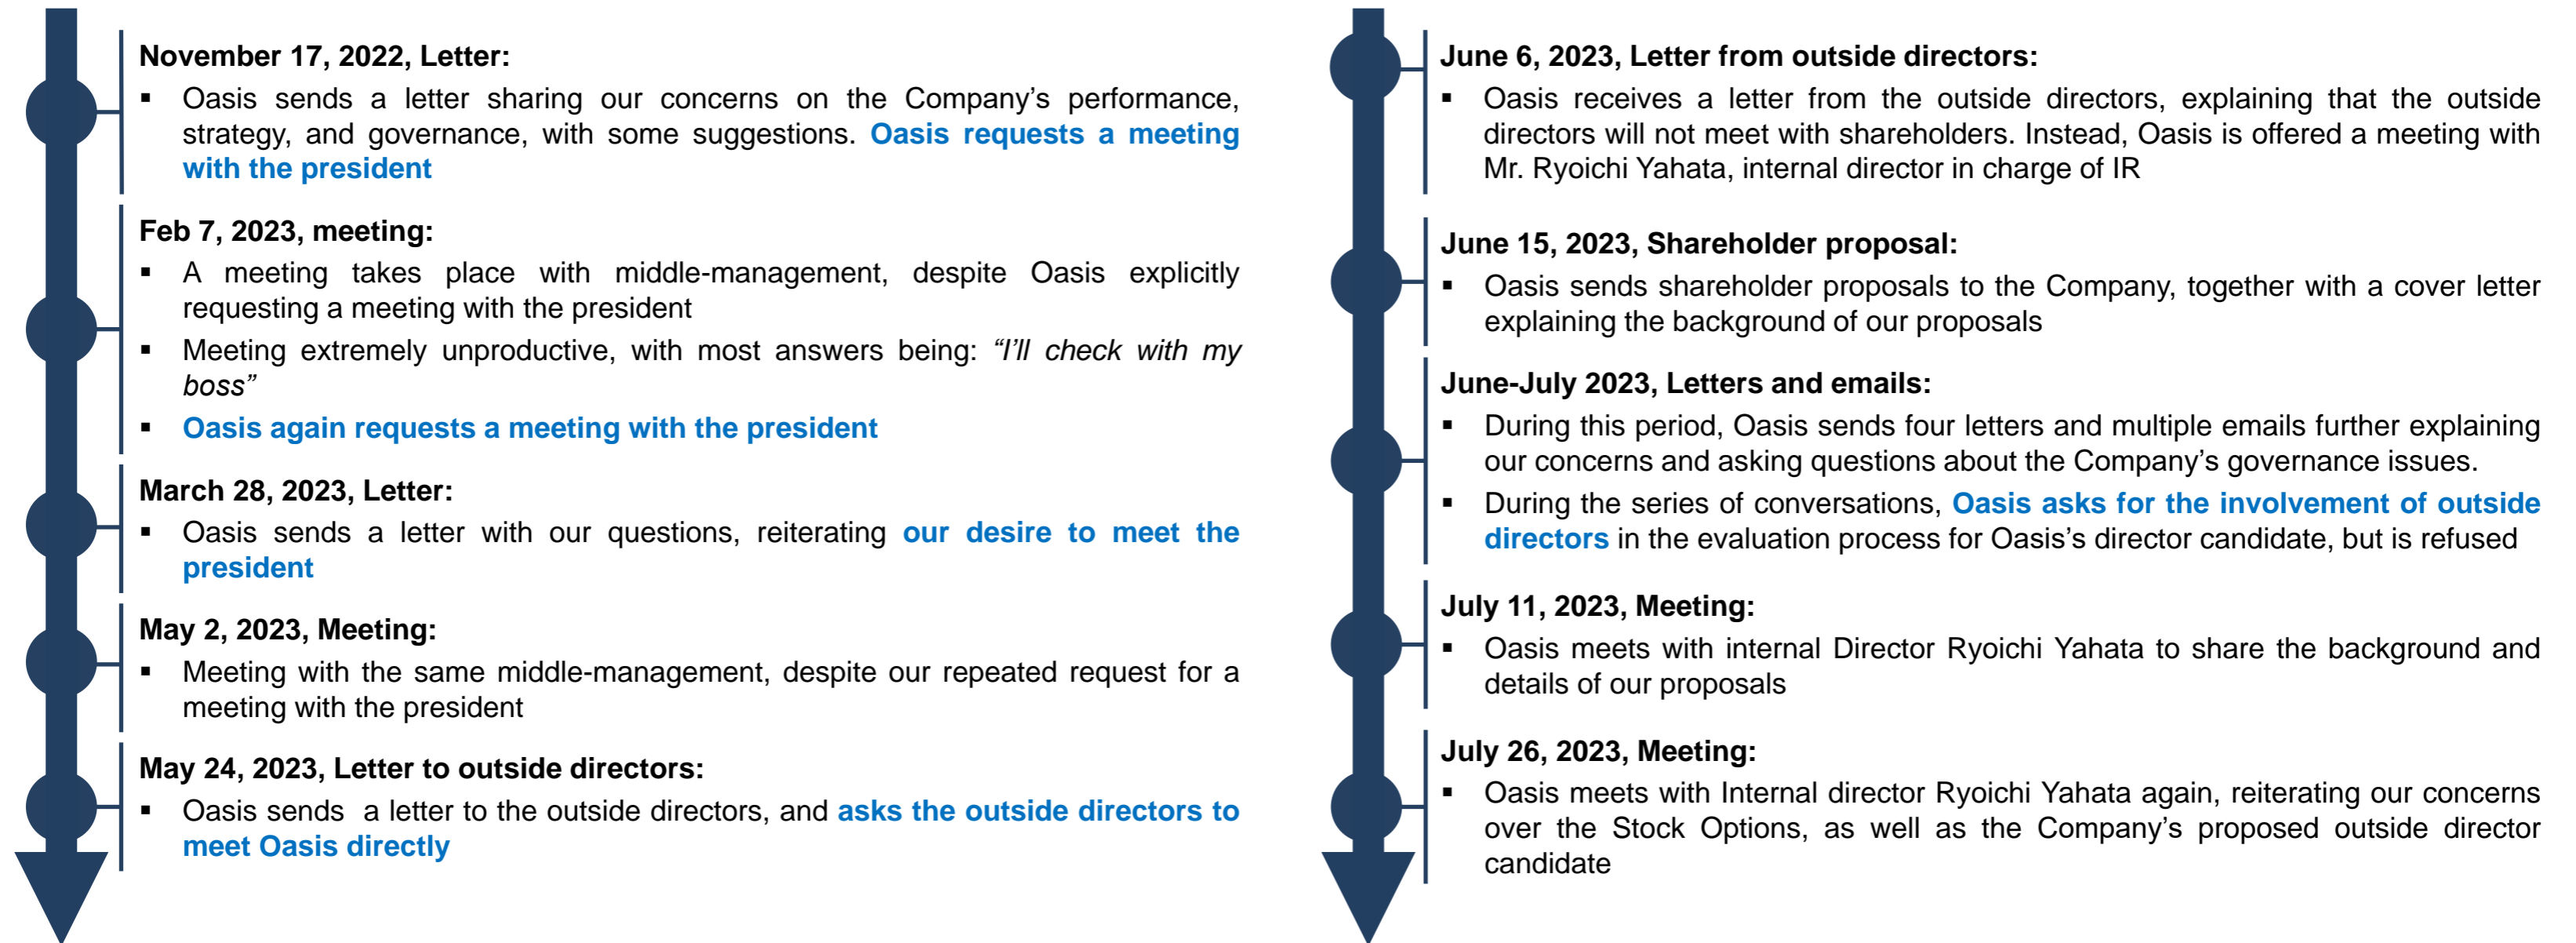 November 17, 2022, Letter:
▪ Oasis sends a letter sharing our concerns on the Company’s performance,
strategy, and governance, with some suggestions. Oasis requests a meeting
with the president
Feb 7, 2023, meeting:
▪ A meeting takes place with middle-management, despite Oasis explicitly
requesting a meeting with the president
▪ Meeting extremely unproductive, with most answers being: “I’ll check with my
boss”
▪ Oasis again requests a meeting with the president
March 28, 2023, Letter:
▪ Oasis sends a letter with our questions, reiterating our desire to meet the
president
May 2, 2023, Meeting:
▪ Meeting with the same middle-management, despite our repeated request for a
meeting with the president
May 24, 2023, Letter to outside directors:
▪ Oasis sends  a letter to the outside directors, and asks the outside directors to
meet Oasis directly
June 6, 2023, Letter from outside directors:
▪ Oasis receives a letter from the outside directors, explaining that the outside
directors will not meet with shareholders. Instead, Oasis is offered a meeting with
Mr. Ryoichi Yahata, internal director in charge of IR
June 15, 2023, Shareholder proposal:
▪ Oasis sends shareholder proposals to the Company, together with a cover letter
explaining the background of our proposals
June-July 2023, Letters and emails:
▪ During this period, Oasis sends four letters and multiple emails further explaining
our concerns and asking questions about the Company’s governance issues.
▪ During the series of conversations, Oasis asks for the involvement of outside
directors in the evaluation process for Oasis’s director candidate, but is refused
July 11, 2023, Meeting:
▪ Oasis meets with internal Director Ryoichi Yahata to share the background and
details of our proposals
July 26, 2023, Meeting:
▪ Oasis meets with Internal director Ryoichi Yahata again, reiterating our concerns
over the Stock Options, as well as the Company’s proposed outside director
candidate